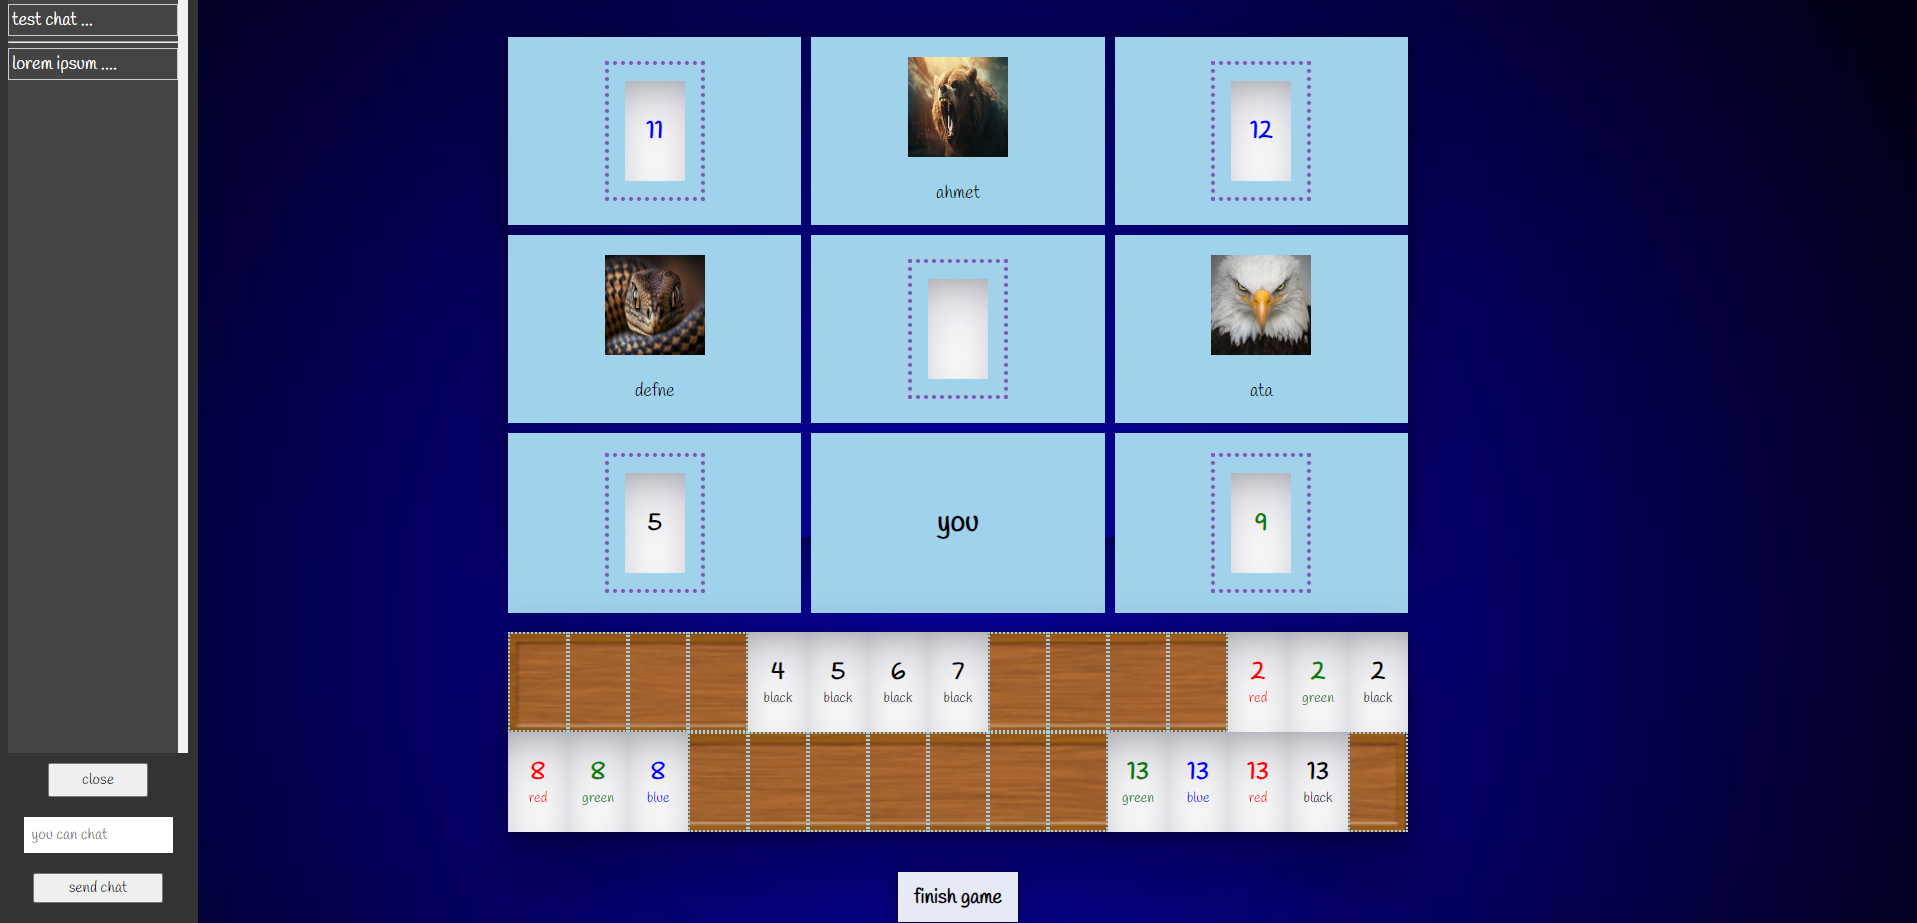 test chat ...
lorem ipsum ....
close
you can chat
send chat
11
ahmet
12
defne
ata
5
you
9
4 5 6 7 2 2 2
black black black black red green black
8 8 8 13 13 13 13
red green blue green blue red black
finish game